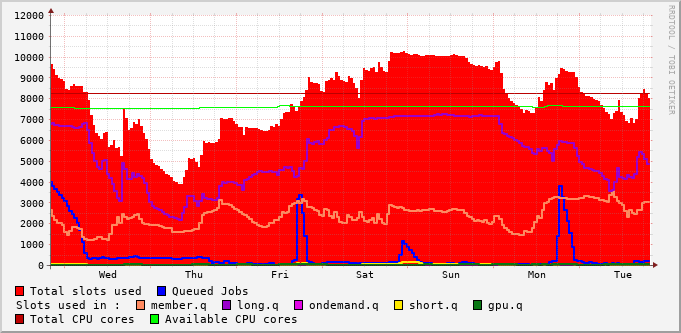 12000
11000
10000
9000
8000
7000
6000
5000
4000
3000
2000
1000
0
Wed Thu Fri Sat Sun Mon Tue
Total slots used Queued Jobs
Slots used in : member.q long.q ondemand.q short.q gpu.q
Total CPU cores Available CPU cores
RRDTOOL / TOBI OETIKER